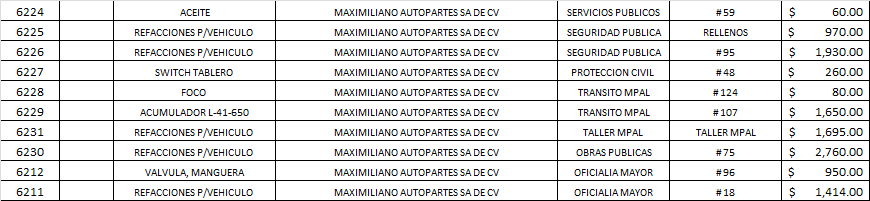 6224 ACEITE MAXIMILIANO AUTOPARTES SA DE CV SERVICIOS PUBLICOS #59 $ 60.00
6225 REFACCIONES P/VEHICULO MAXIMILIANO AUTOPARTES SA DE CV SEGURIDAD PUBLICA RELLENOS $ 970.00
6226 REFACCIONES P/VEHICULO MAXIMILIANO AUTOPARTES SA DE CV SEGURIDAD PUBLICA #95 $ 1,930.00
6227 SWITCH TABLERO MAXIMILIANO AUTOPARTES SA DE CV PROTECCION CIVIL #48 $ 260.00
6228 FOCO MAXIMILIANO AUTOPARTES SA DE CV TRANSITO MPAL #124 $ 80.00
6229 ACUMULADOR L-41-650 MAXIMILIANO AUTOPARTES SA DE CV TRANSITO MPAL #107 $ 1,650.00
6231 REFACCIONES P/VEHICULO MAXIMILIANO AUTOPARTES SA DE CV TALLER MPAL TALLER MPAL $ 1,695.00
6230 REFACCIONES P/VEHICULO MAXIMILIANO AUTOPARTES SA DE CV OBRAS PUBLICAS #75 $ 2,760.00
6212 VALVULA, MANGUERA MAXIMILIANO AUTOPARTES SA DE CV OFICIALIA MAYOR #96 $ 950.00
6211 REFACCIONES P/VEHICULO MAXIMILIANO AUTOPARTES SA DE CV OFICIALIA MAYOR #18 $ 1,414.00